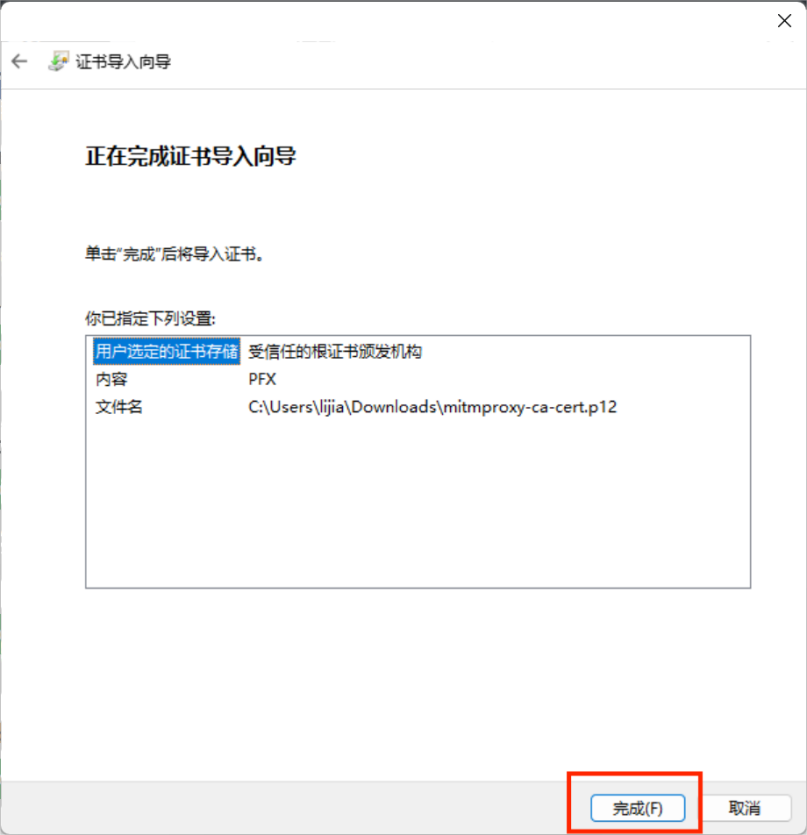 证书导入向导
正在完成证书导入向导
单击“完成”后将导入证书。
你已指定下列设置:
用户选定的证书存储 受信任的根证书颁发机构
内容 PFX
文件名 C:\Users\lijia\Downloads\mitmproxy-ca-cert.p12
完成(F) 取消